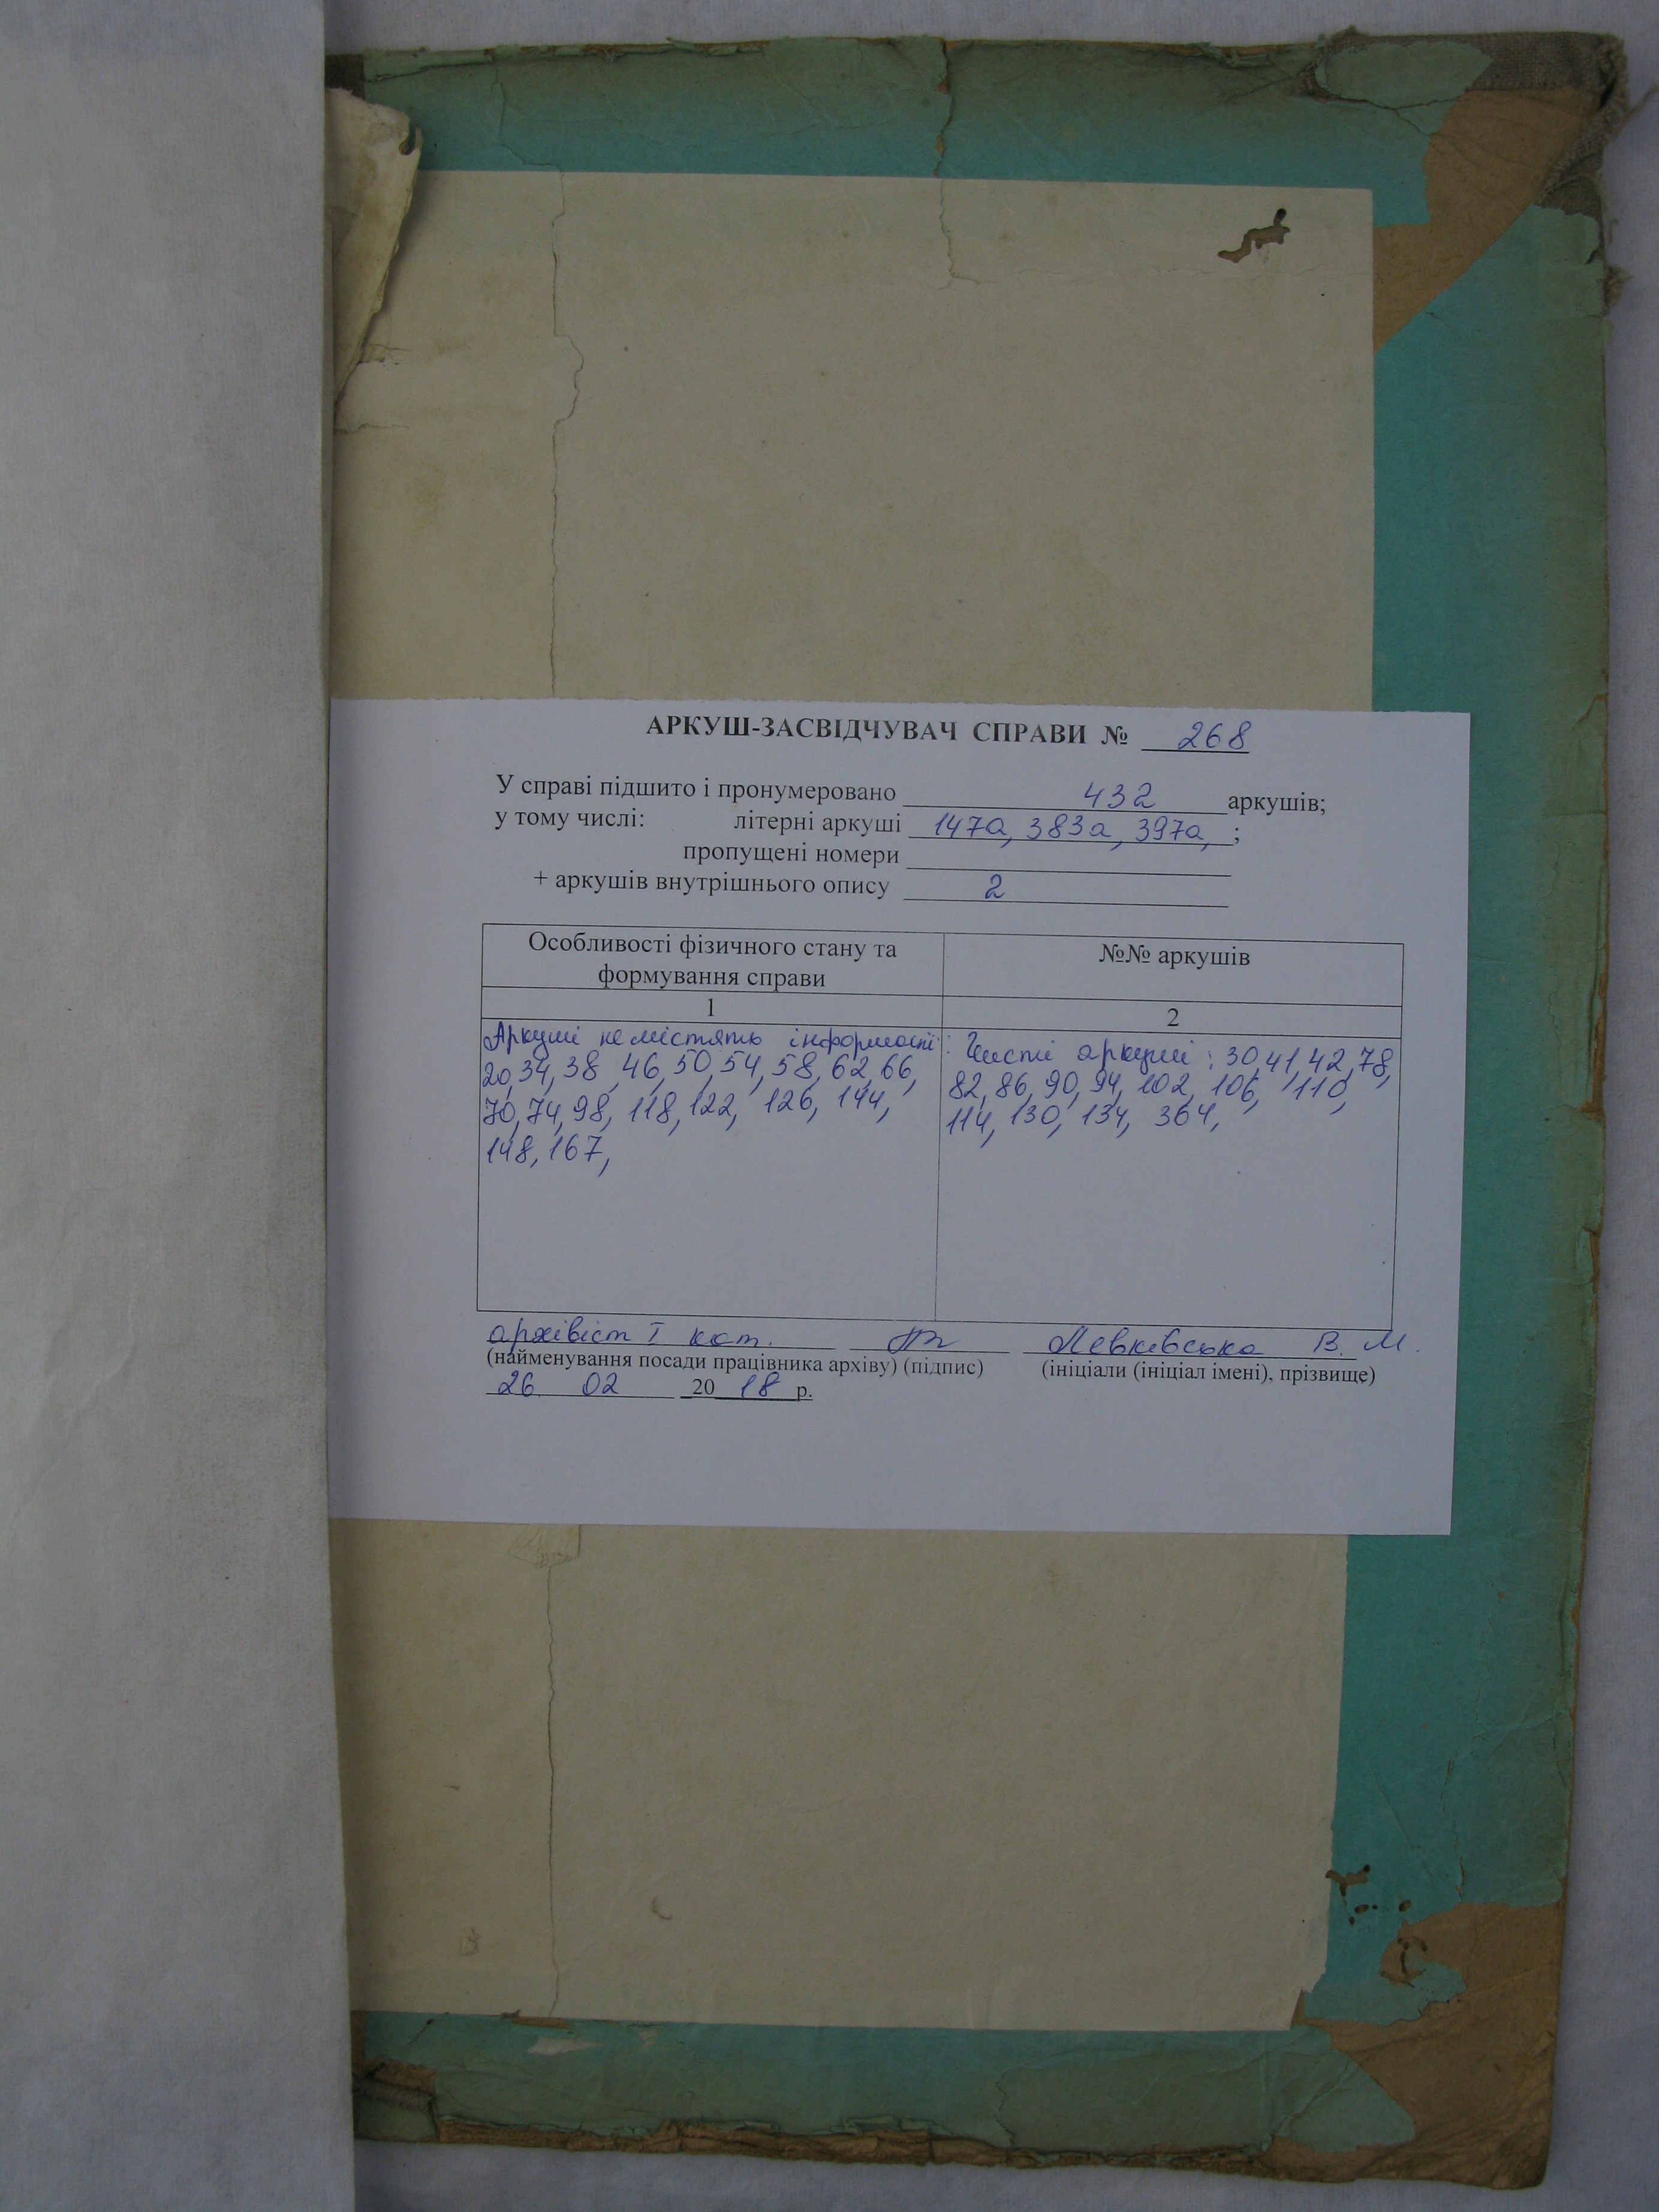 АРКУШ-ЗАСВІДЧУВАЧ СПРАВИ № 268
У справі підшито і пронумеровано 432 аркушів;
у тому числі: літерні аркуші 147а, 383а, 397а, ;
пропущені номери
+ аркушів внутрішнього опису 2
Особливості фізичного стану та формування справи
№№ аркушів
1
2
Аркуші не містять інформації:
20, 34, 38, 46, 50, 54, 58, 62, 66,
70, 74, 98, 118, 122, 126, 144,
148, 167,
Чисті аркуші: 30, 41, 42, 78,
82, 86, 90, 94, 102, 106, 110,
114, 130, 134, 364,
архівіст І кат. Левківська В. М.
(найменування посади працівника архіву) (підпис) (ініціали (ініціал імені), прізвище)
26. 02 2018 р.